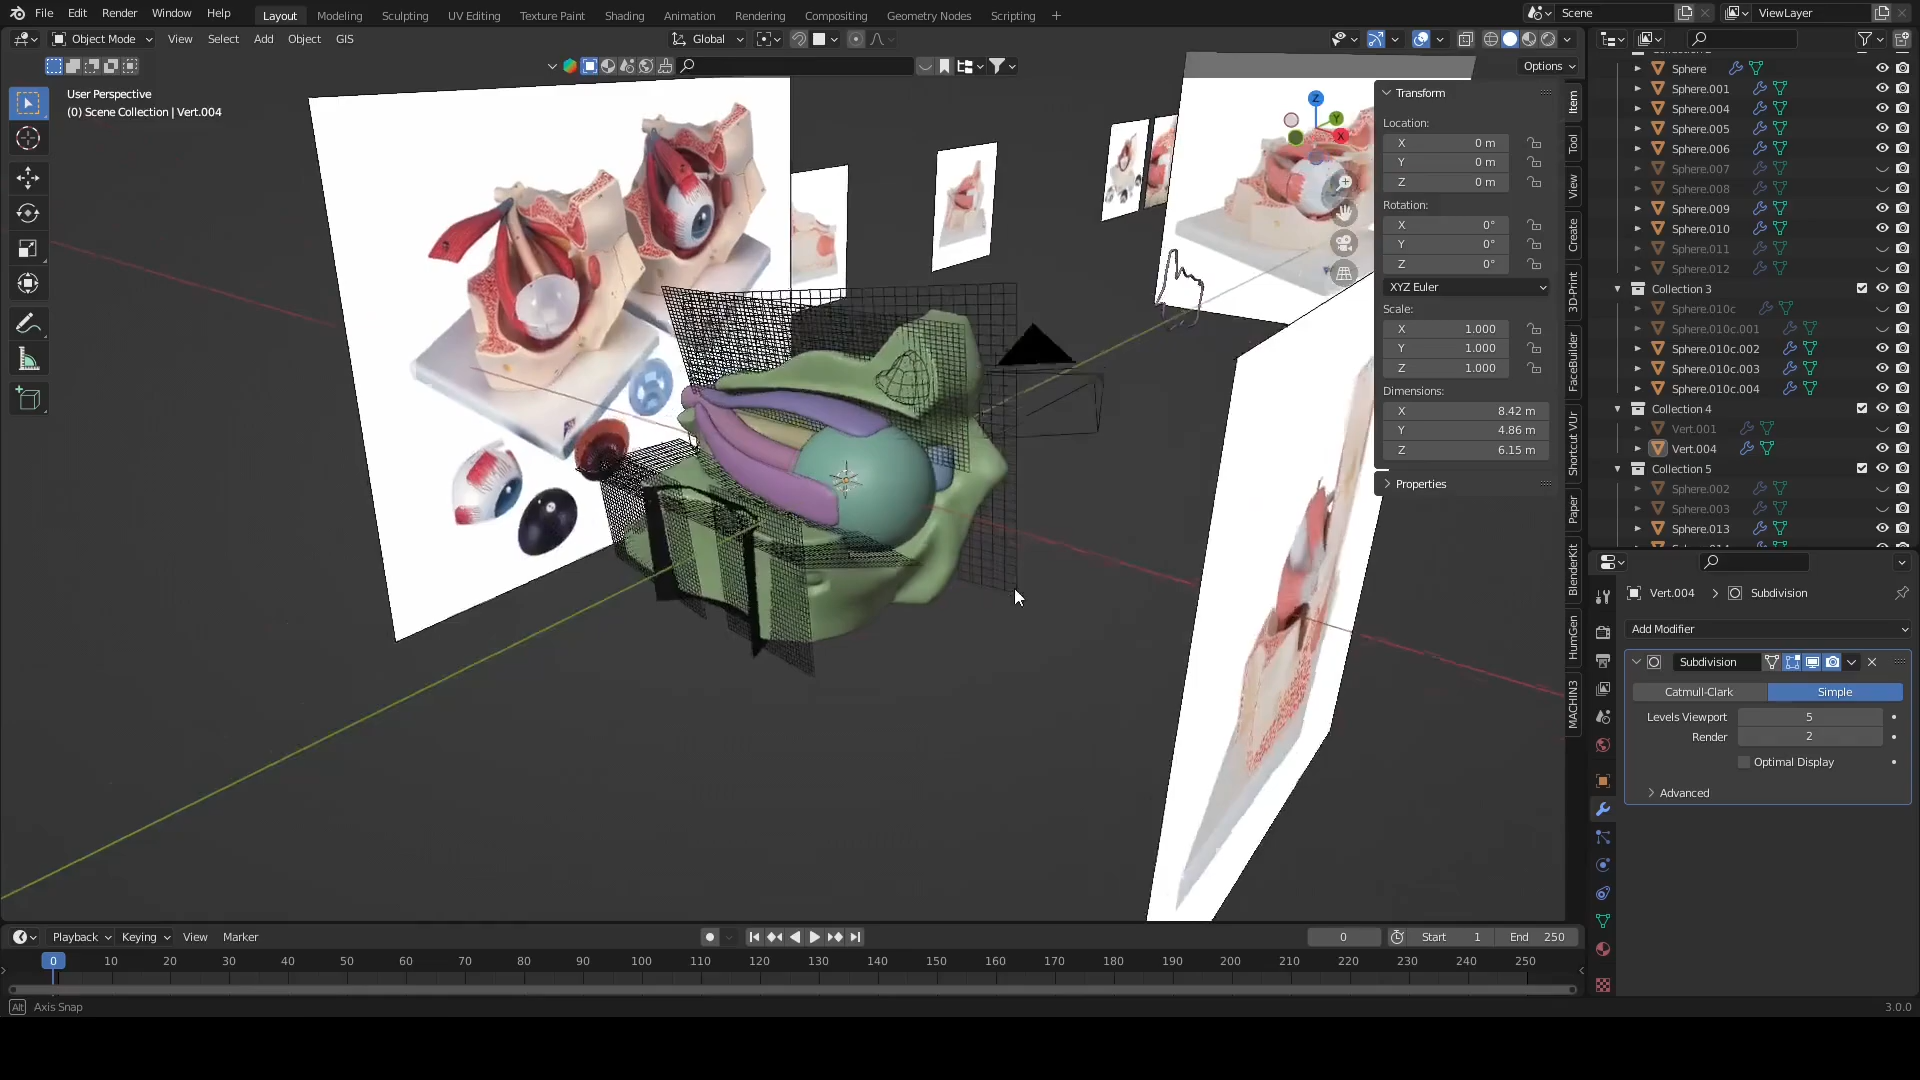 File Edit Render Window Help Layout Modeling Sculpting UV Editing Texture Paint Shading Animation Rendering Compositing Geometry Nodes Scripting + Scene ViewLayer
Object Mode View Select Add Object GIS Global
Options
User Perspective
(0) Scene Collection | Vert.004
Transform
Location:
X 0 m
Y 0 m
Z 0 m
Rotation:
X 0°
Y 0°
Z 0°
XYZ Euler
Scale:
X 1.000
Y 1.000
Z 1.000
Dimensions:
X 8.42 m
Y 4.86 m
Z 6.15 m
Properties
Item
Tool
View
Create
3D-Print
FaceBuilder
Shortcut VUr
Paper
BlenderKit
HumGen
MACHIN3
Z
Y
X
Sphere
Sphere.001
Sphere.004
Sphere.005
Sphere.006
Sphere.007
Sphere.008
Sphere.009
Sphere.010
Sphere.011
Sphere.012
Collection 3
Sphere.010c
Sphere.010c.001
Sphere.010c.002
Sphere.010c.003
Sphere.010c.004
Collection 4
Vert.001
Vert.004
Collection 5
Sphere.002
Sphere.003
Sphere.013
Vert.004 > Subdivision
Add Modifier
Subdivision
Catmull-Clark Simple
Levels Viewport 5
Render 2
Optimal Display
Advanced
Playback Keying View Marker 0 Start 1 End 250
0 10 20 30 40 50 60 70 80 90 100 110 120 130 140 150 160 170 180 190 200 210 220 230 240 250
Alt Axis Snap 3.0.0